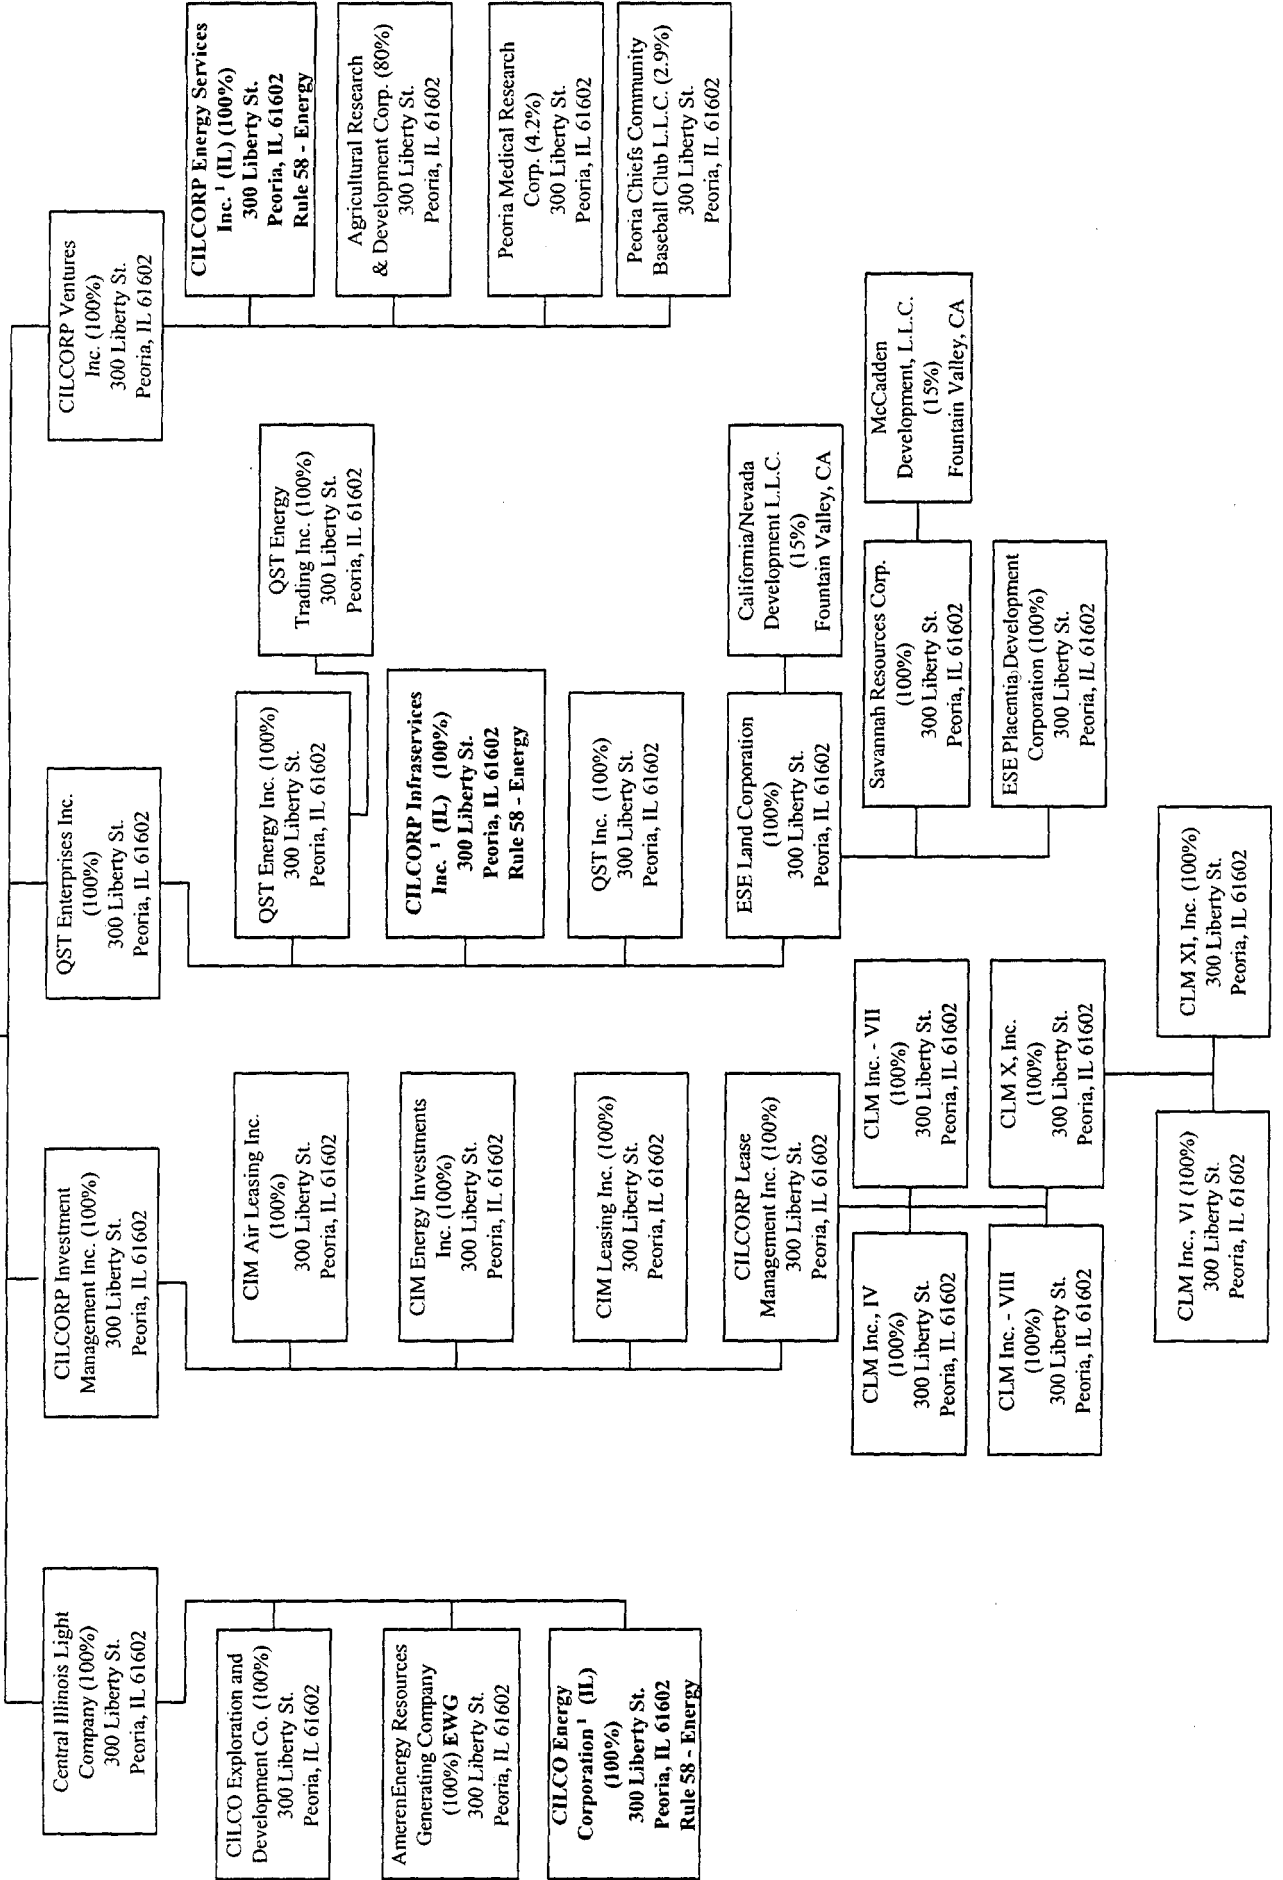 Central Illinois Light
Company (100%)
300 Liberty St.
Peoria, IL 61602
CILCO Exploration and
Development Co. (100%)
300 Liberty St.
Peoria, IL 61602
AmerenEnergy Resources
Generating Company
(100%) EWG
300 Liberty St.
Peoria, IL 61602
CILCO Energy
Corporation ¹ (IL)
(100%)
300 Liberty St.
Peoria, IL 61602
Rule 58 - Energy
CILCORP Investment
Management Inc. (100%)
300 Liberty St.
Peoria, IL 61602
CIM Air Leasing Inc.
(100%)
300 Liberty St.
Peoria, IL 61602
CIM Energy Investments
Inc. (100%)
300 Liberty St.
Peoria, IL 61602
CIM Leasing Inc. (100%)
300 Liberty St.
Peoria, IL 61602
CILCORP Lease
Management Inc. (100%)
300 Liberty St.
Peoria, IL 61602
CLM Inc., IV
(100%)
300 Liberty St.
Peoria, IL 61602
CLM Inc. - VII
(100%)
300 Liberty St.
Peoria, IL 61602
CLM Inc. - VIII
(100%)
300 Liberty St.
Peoria, IL 61602
CLM X, Inc.
(100%)
300 Liberty St.
Peoria, IL 61602
CLM Inc., VI (100%)
300 Liberty St.
Peoria, IL 61602
CLM XI, Inc. (100%)
300 Liberty St.
Peoria, IL 61602
QST Enterprises Inc.
(100%)
300 Liberty St.
Peoria, IL 61602
QST Energy Inc. (100%)
300 Liberty St.
Peoria, IL 61602
QST Energy
Trading Inc. (100%)
300 Liberty St.
Peoria, IL 61602
CILCORP Infraservices
Inc. ¹ (IL) (100%)
300 Liberty St.
Peoria, IL 61602
Rule 58 - Energy
QST Inc. (100%)
300 Liberty St.
Peoria, IL 61602
ESE Land Corporation
(100%)
300 Liberty St.
Peoria, IL 61602
California/Nevada
Development L.L.C.
(15%)
Fountain Valley, CA
Savannah Resources Corp.
(100%)
300 Liberty St.
Peoria, IL 61602
McCadden
Development, L.L.C.
(15%)
Fountain Valley, CA
ESE Placentia Development
Corporation (100%)
300 Liberty St.
Peoria, IL 61602
CILCORP Ventures
Inc. (100%)
300 Liberty St.
Peoria, IL 61602
CILCORP Energy Services
Inc.¹ (IL) (100%)
300 Liberty St.
Peoria, IL 61602
Rule 58 - Energy
Agricultural Research
& Development Corp. (80%)
300 Liberty St.
Peoria, IL 61602
Peoria Medical Research
Corp. (4.2%)
300 Liberty St.
Peoria, IL 61602
Peoria Chiefs Community
Baseball Club L.L.C. (2.9%)
300 Liberty St.
Peoria, IL 61602